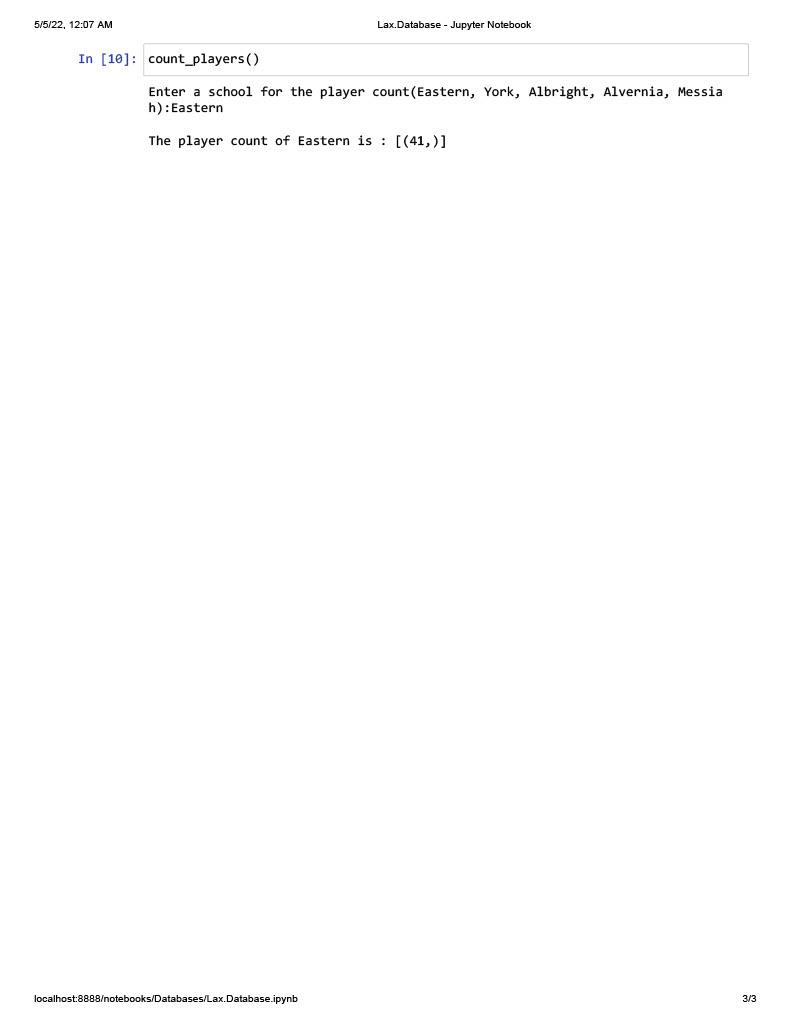 5/5/22, 12:07 AM Lax.Database - Jupyter Notebook
In [10]: count_players()
Enter a school for the player count(Eastern, York, Albright, Alvernia, Messia
h):Eastern
The player count of Eastern is : [(41,)]
localhost:8888/notebooks/Databases/Lax.Database.ipynb 3/3